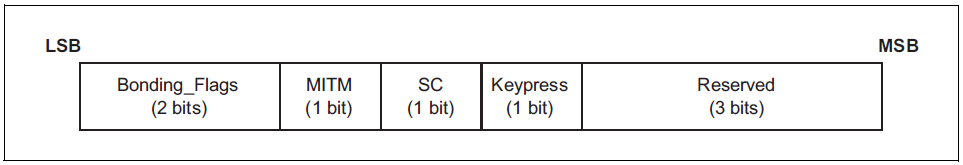 LSB
MSB
Bonding_Flags
(2 bits)
MITM
(1 bit)
SC
(1 bit)
Keypress
(1 bit)
Reserved
(3 bits)